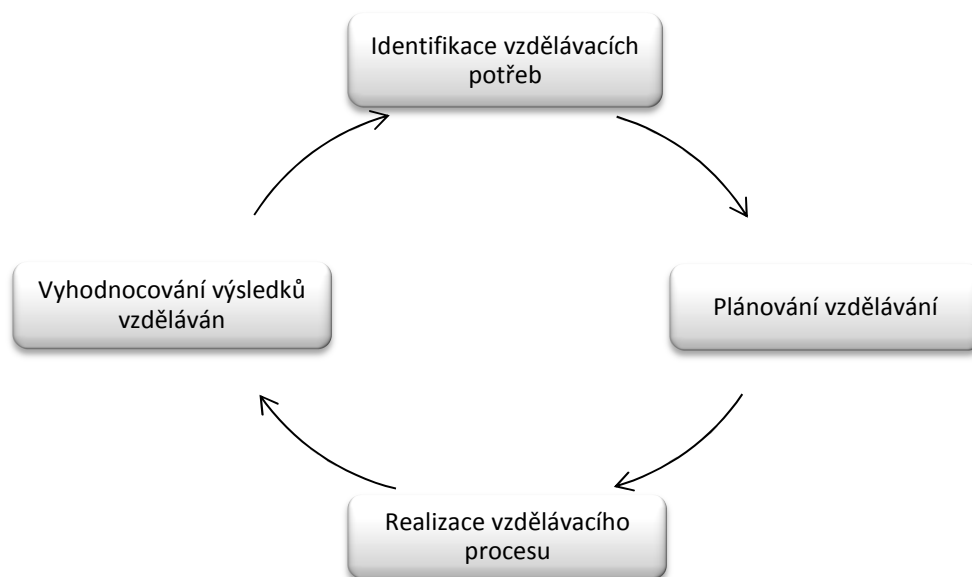 Identifikace vzdělávacích
potřeb
Plánování vzdělávání
Realizace vzdělávacího
procesu
Vyhodnocování výsledků
vzděláván